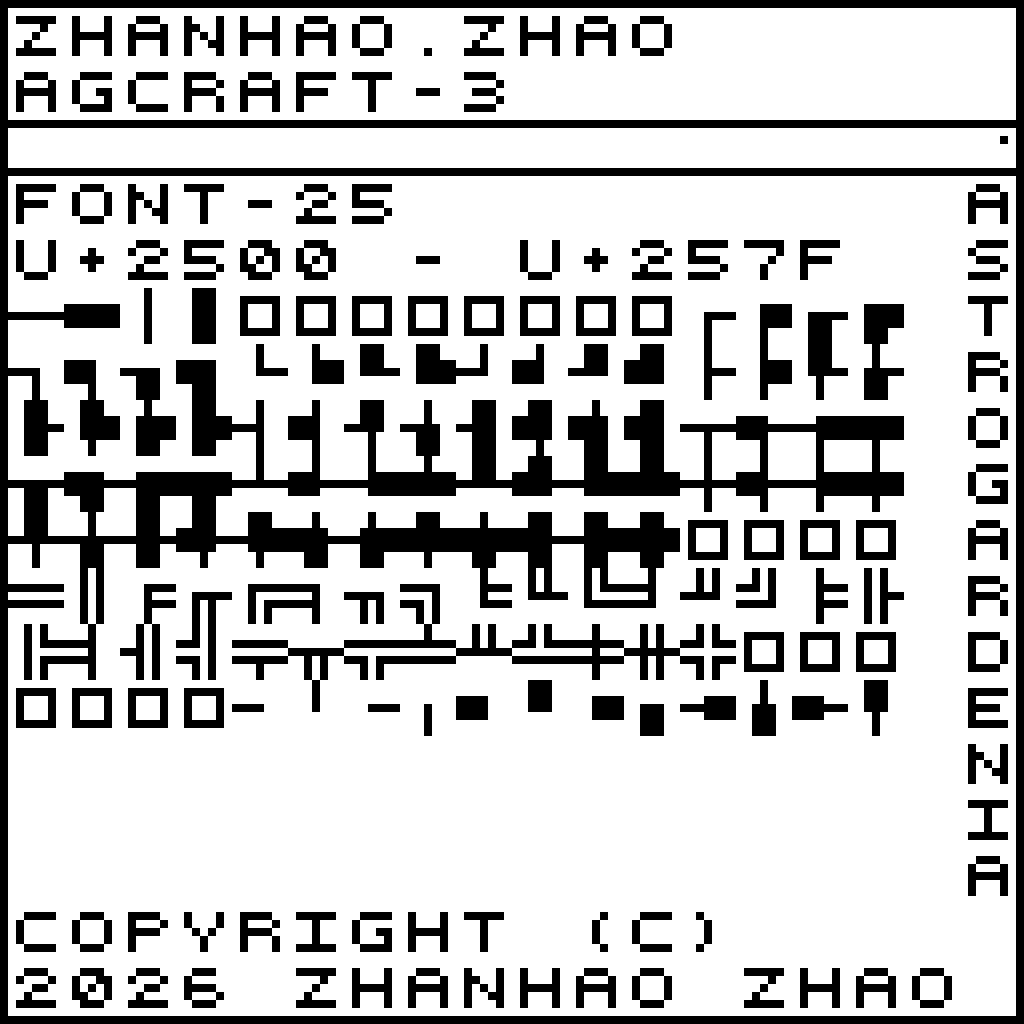 ZHANHAO.ZHAO
AGCRAFT-3
FONT-25
U+2500 - U+257F
─━│┃□□□□□□□□┌┍┎┏
┐┑┒┓└┕┖┗┘┙┚┛├┝┞┟
┠┡┢┣┤┥┦┧┨┩┪┫┬┭┮┯
┰┱┲┳┴┵┶┷┸┹┺┻┼┽┾┿
╀╁╂╃╄╅╆╇╈╉╊╋□□□□
═║╒╓╔╕╖╗╘╙╚╛╜╝╞╟
╠╡╢╣╤╥╦╧╨╩╪╫╬□□□
□□□□╴╵╶╷╸╹╺╻╼╽╾╿
ASTROGARDENIA
COPYRIGHT (C)
2026 ZHANHAO ZHAO